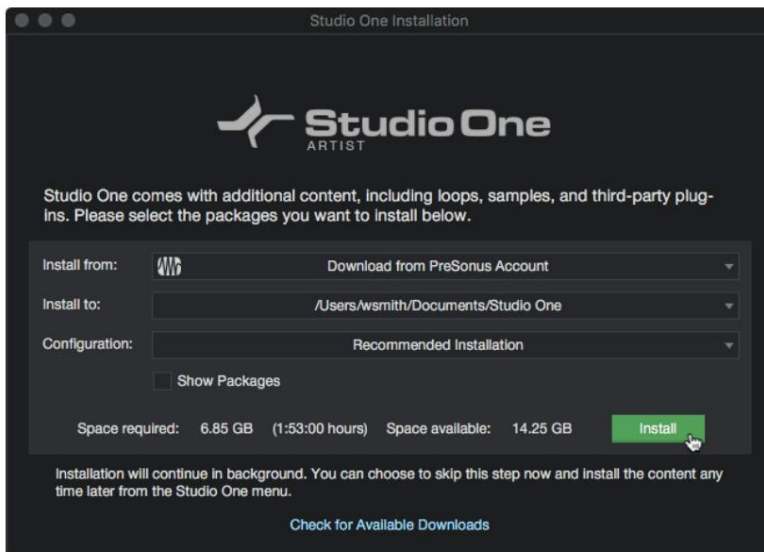 Studio One Installation
Studio One
ARTIST
Studio One comes with additional content, including loops, samples, and third-party plug-
ins. Please select the packages you want to install below.
Install from: Download from PreSonus Account
Install to: /Users/wsmith/Documents/Studio One
Configuration: Recommended Installation
Show Packages
Space required: 6.85 GB (1:53:00 hours) Space available: 14.25 GB Install
Installation will continue in background. You can choose to skip this step now and install the content any
time later from the Studio One menu.
Check for Available Downloads